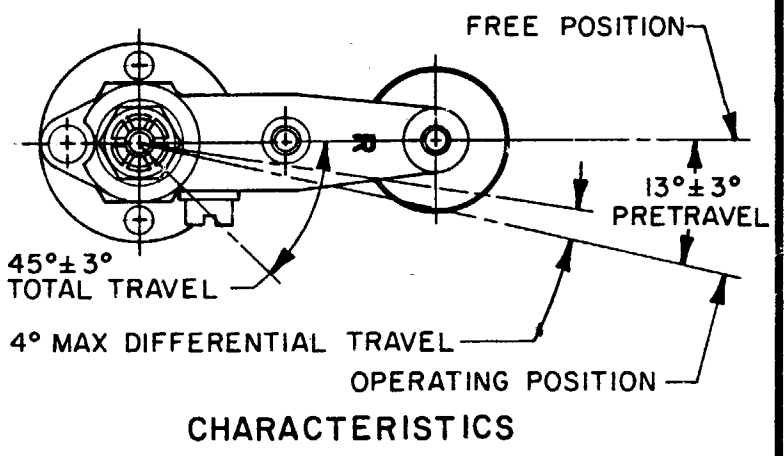 FREE POSITION
R
13°±3°
PRETRAVEL
45°±3°
TOTAL TRAVEL
4° MAX DIFFERENTIAL TRAVEL
OPERATING POSITION
CHARACTERISTICS